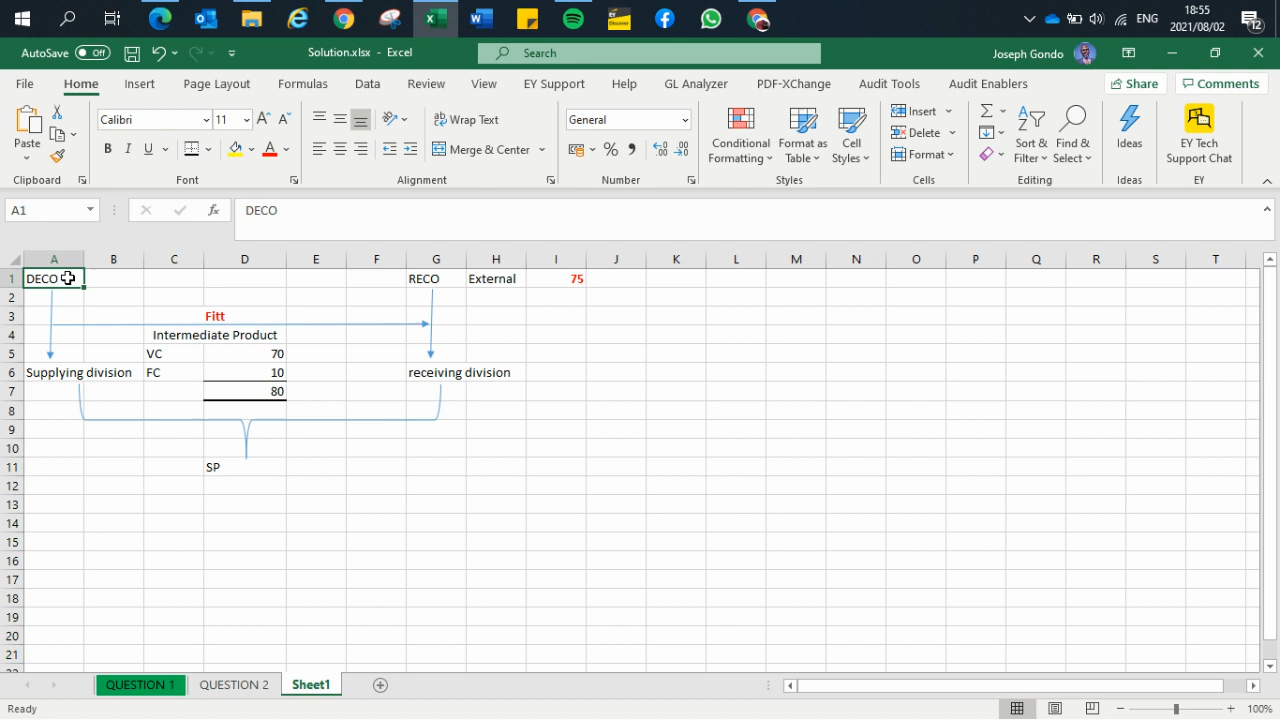 18:55
ENG
2021/08/02
12
AutoSave Off
Solution.xlsx - Excel
Search
Joseph Gondo
File Home Insert Page Layout Formulas Data Review View EY Support Help GL Analyzer PDF-XChange Audit Tools Audit Enablers Share Comments
Paste
Calibri 11
B I U
Wrap Text
Merge & Center
General
Conditional Formatting
Format as Table
Cell Styles
Insert
Delete
Format
Sort & Filter
Find & Select
Ideas
EY Tech Support Chat
Clipboard Font Alignment Number Styles Cells Editing Ideas EY
A1 fx DECO
A B C D E F G H I J K L M N O P Q R S T
1 DECO RECO External 75
2
3 Fitt
4 Intermediate Product
5 VC 70
6 Supplying division FC 10 receiving division
7 80
8
9
10
11 SP
12
13
14
15
16
17
18
19
20
21
QUESTION 1 QUESTION 2 Sheet1
Ready 100%